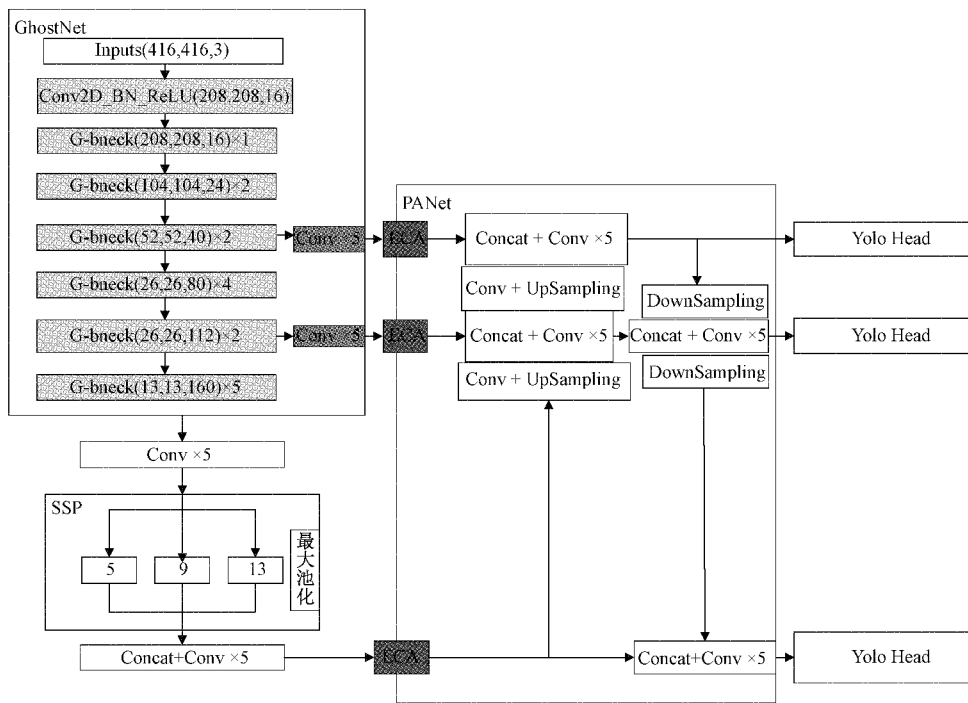 GhostNet
Inputs(416,416,3)
Conv2D_BN_ReLU(208,208,16)
G-bneck(208,208,16)×1
G-bneck(104,104,24)×2
G-bneck(52,52,40)×2
Conv ×5
G-bneck(26,26,80)×4
G-bneck(26,26,112)×2
Conv ×5
G-bneck(13,13,160)×5
Conv ×5
SSP
5
9
13
最大池化
Concat+Conv ×5
PANet
ECA
Concat + Conv ×5
Yolo Head
Conv + UpSampling
DownSampling
ECA
Concat + Conv ×5
Concat + Conv ×5
Yolo Head
Conv + UpSampling
DownSampling
ECA
Concat+Conv ×5
Yolo Head